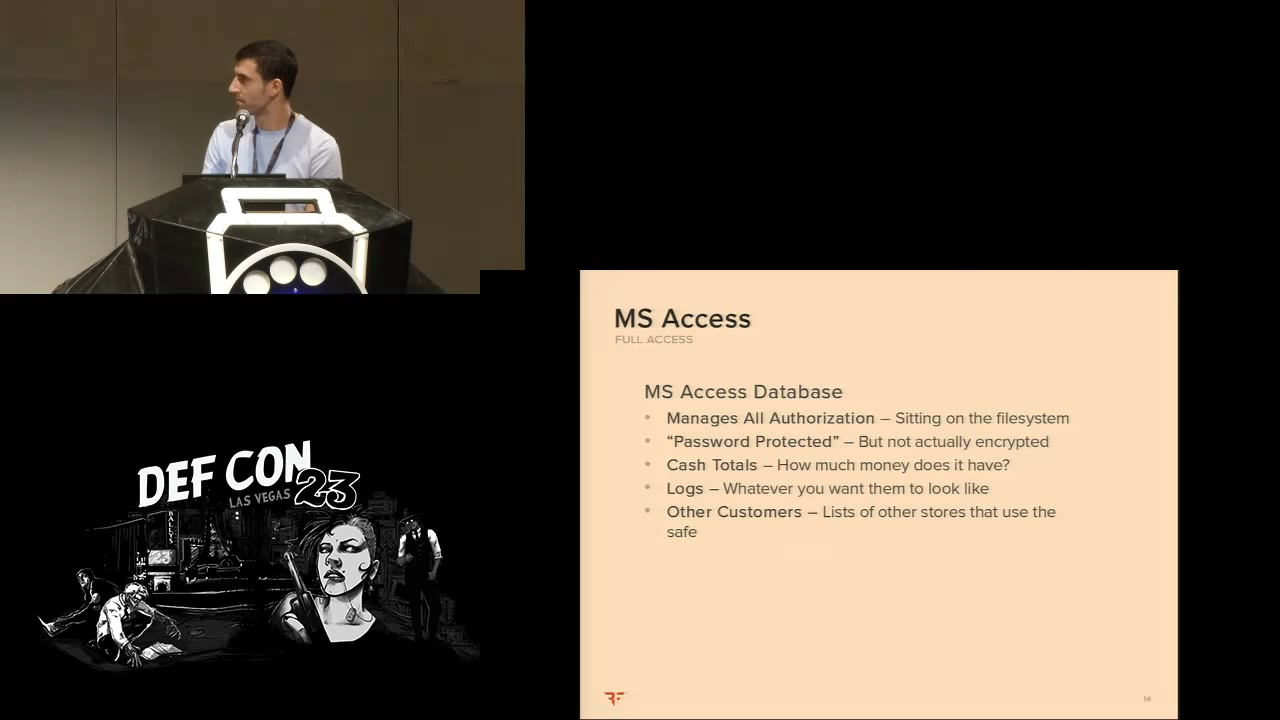 MS Access
FULL ACCESS
MS Access Database
• Manages All Authorization – Sitting on the filesystem
• “Password Protected” – But not actually encrypted
• Cash Totals – How much money does it have?
• Logs – Whatever you want them to look like
• Other Customers – Lists of other stores that use the
safe
14
DEF CON
LAS VEGAS 23
BALLYS